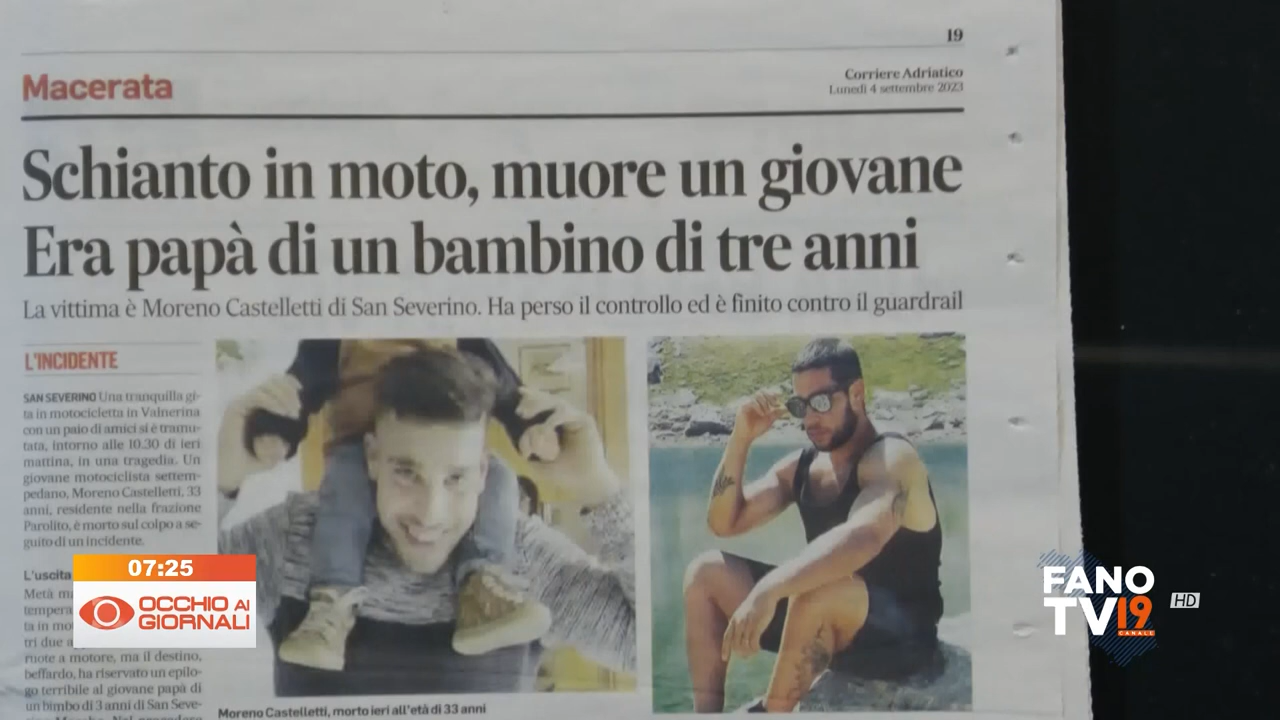 19
Macerata
Corriere Adriatico
Lunedì 4 settembre 2023
Schianto in moto, muore un giovane
Era papà di un bambino di tre anni
La vittima è Moreno Castelletti di San Severino. Ha perso il controllo ed è finito contro il guardrail
L'INCIDENTE
SAN SEVERINO Una tranquilla gi-
ta in motocicletta in Valnerina
con un paio di amici si è tramu-
tata, intorno alle 10.30 di ieri
mattina, in una tragedia. Un
giovane motociclista settem-
pedano, Moreno Castelletti, 33
anni, residente nella frazione
Parolito, è morto sul colpo a se-
guito di un incidente.
L'uscita
Metà
tempera
ta in
tri due
ruote a motore, ma il destino,
beffardo, ha riservato un epilo-
go terribile al giovane papà di
un bimbo di 3 anni di San Seve-
Moreno Castelletti, morto ieri all'età di 33 anni
07:25
OCCHIO AI
GIORNALI
FANO
TV19
CANALE
HD